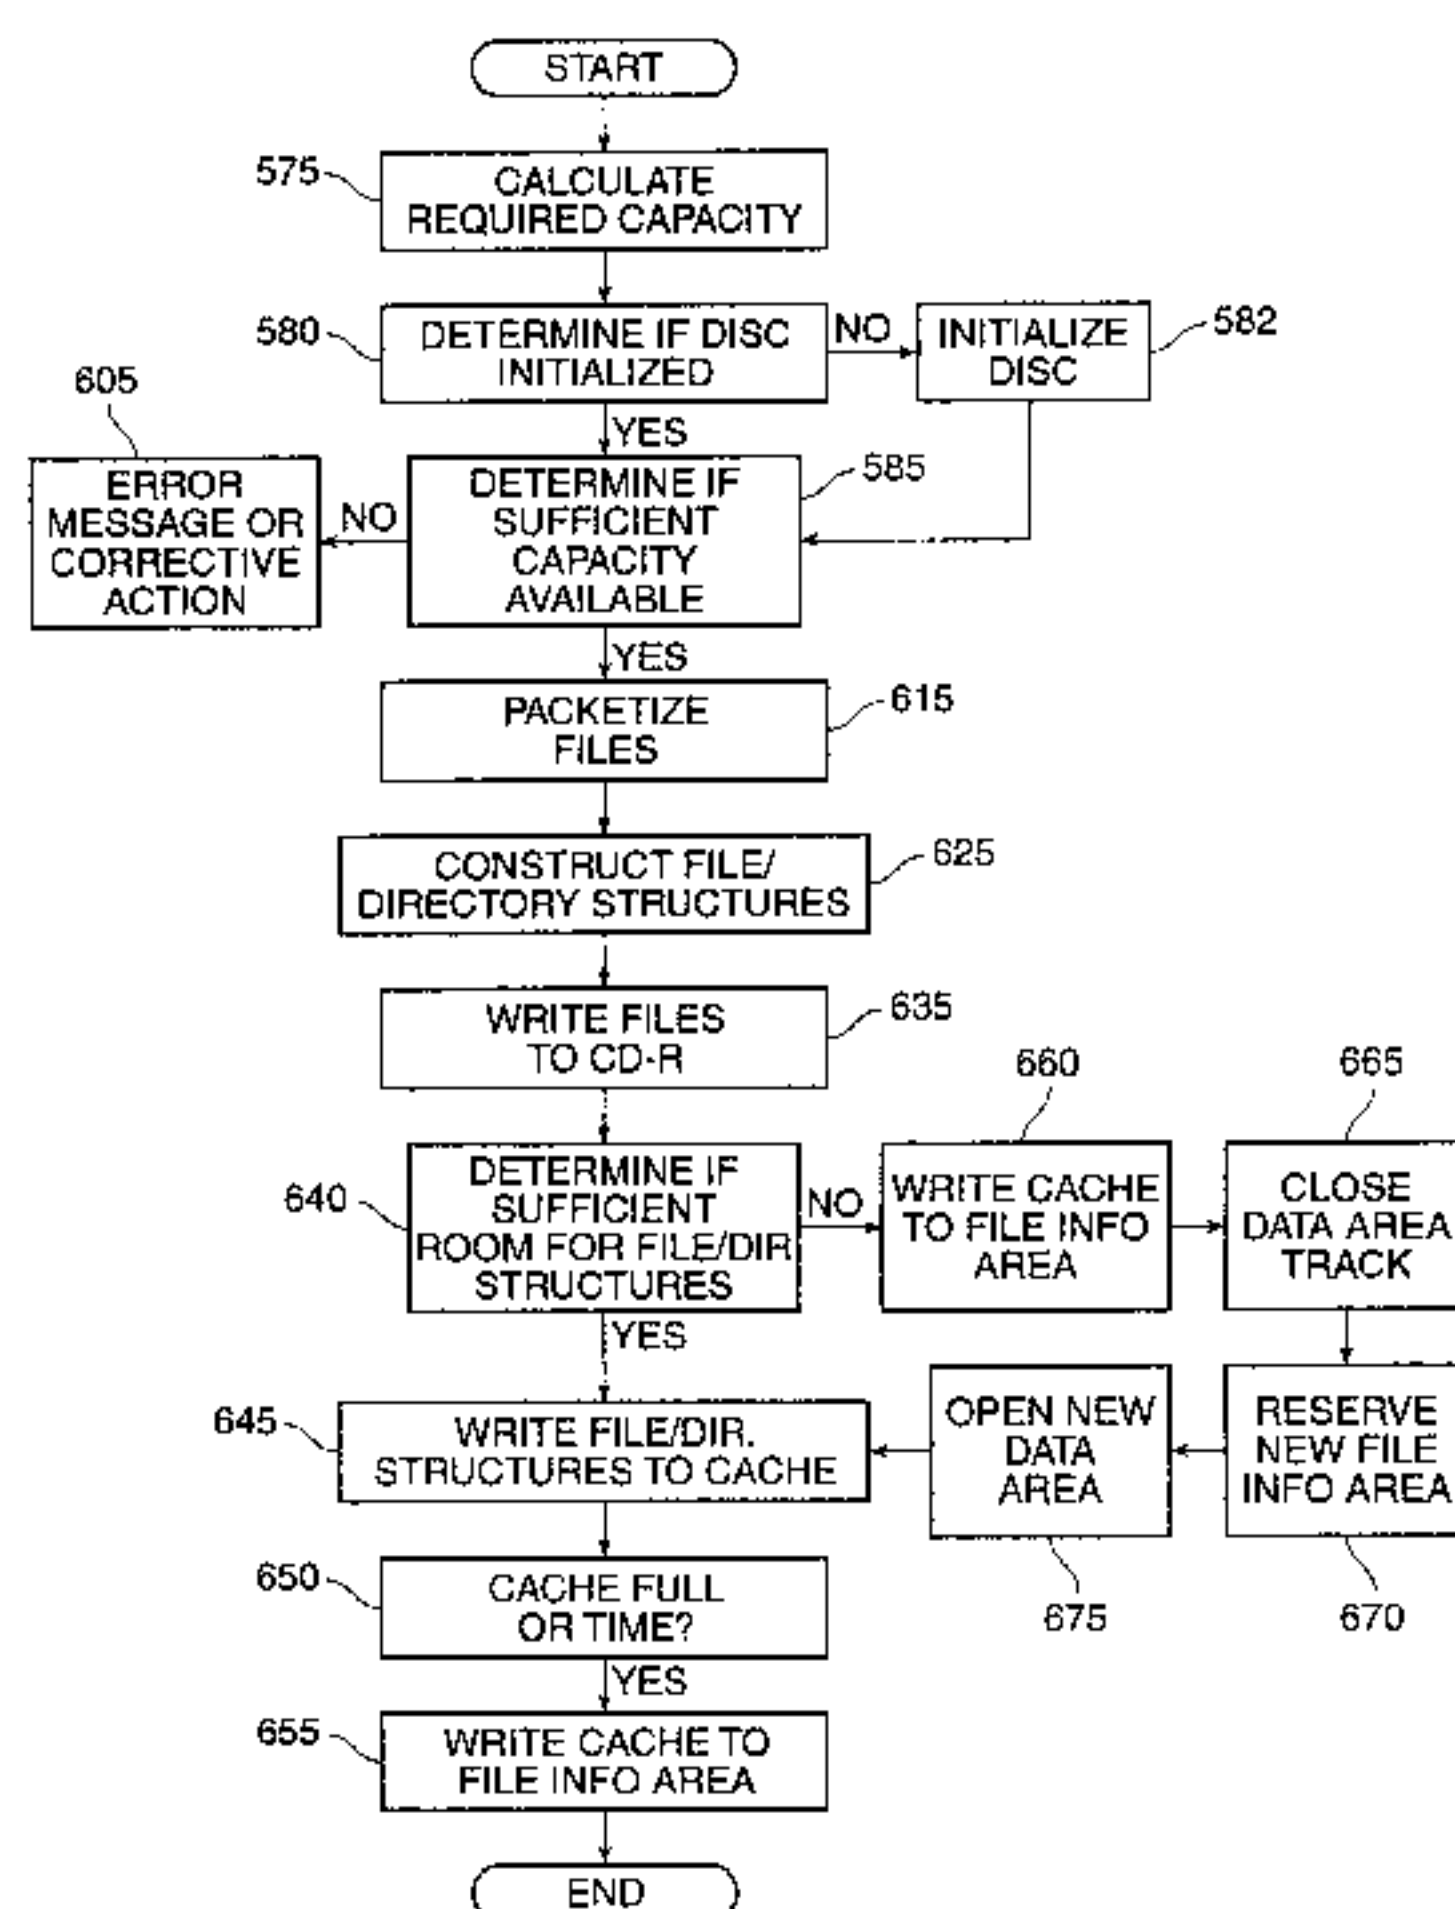 START
575
CALCULATE
REQUIRED CAPACITY
580
DETERMINE IF DISC
INITIALIZED
NO
INITIALIZE
DISC
582
YES
605
ERROR
MESSAGE OR
CORRECTIVE
ACTION
NO
DETERMINE IF
SUFFICIENT
CAPACITY
AVAILABLE
585
YES
PACKETIZE
FILES
615
CONSTRUCT FILE/
DIRECTORY STRUCTURES
625
WRITE FILES
TO CD-R
635
640
DETERMINE IF
SUFFICIENT
ROOM FOR FILE/DIR
STRUCTURES
NO
660
WRITE CACHE
TO FILE INFO
AREA
665
CLOSE
DATA AREA
TRACK
YES
645
WRITE FILE/DIR.
STRUCTURES TO CACHE
OPEN NEW
DATA
AREA
675
RESERVE
NEW FILE
INFO AREA
670
650
CACHE FULL
OR TIME?
YES
655
WRITE CACHE TO
FILE INFO AREA
END